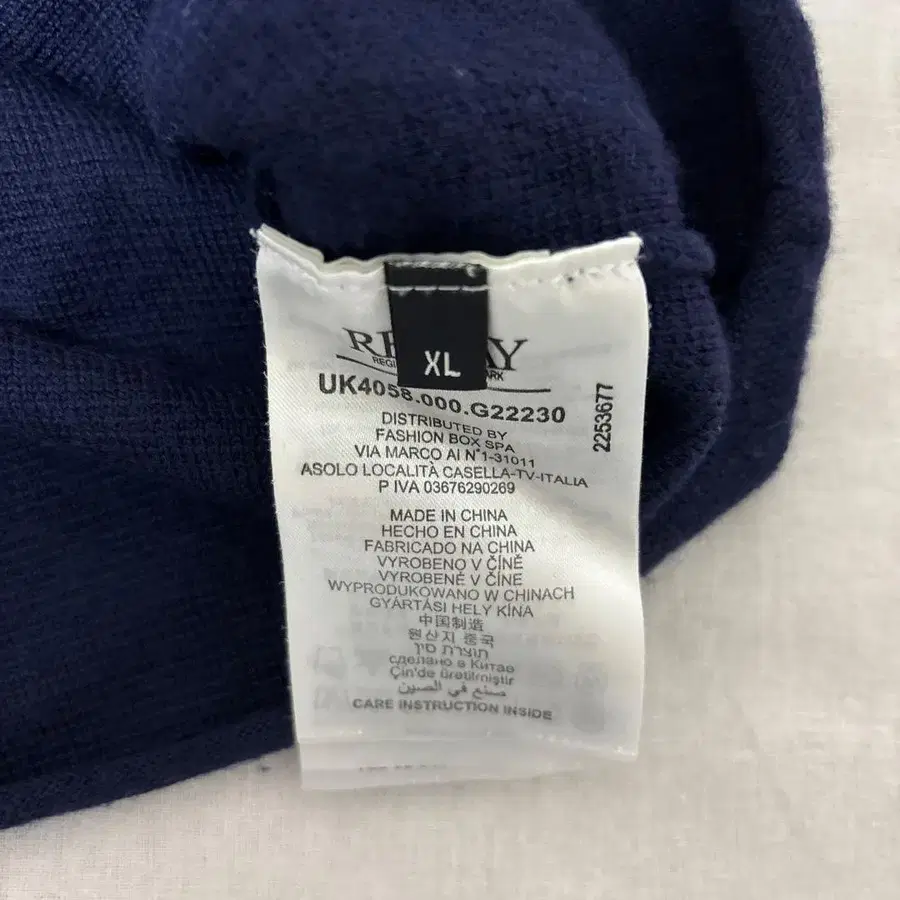 XL
UK4058.000.G22230
2253677
DISTRIBUTED BY
FASHION BOX SPA
VIA MARCO AI N°1-31011
ASOLO LOCALITÀ CASELLA-TV-ITALIA
P IVA 03676290269
MADE IN CHINA
HECHO EN CHINA
FABRICADO NA CHINA
VYROBENO V ČÍNĚ
VYROBENÉ V ČÍNE
WYPRODUKOWANO W CHINACH
GYÁRTÁSI HELY KÍNA
中国制造
원산지 중국
תוצרת סין
сделано в Китае
Çin'de üretilmiştir
صنع في الصين
CARE INSTRUCTION INSIDE